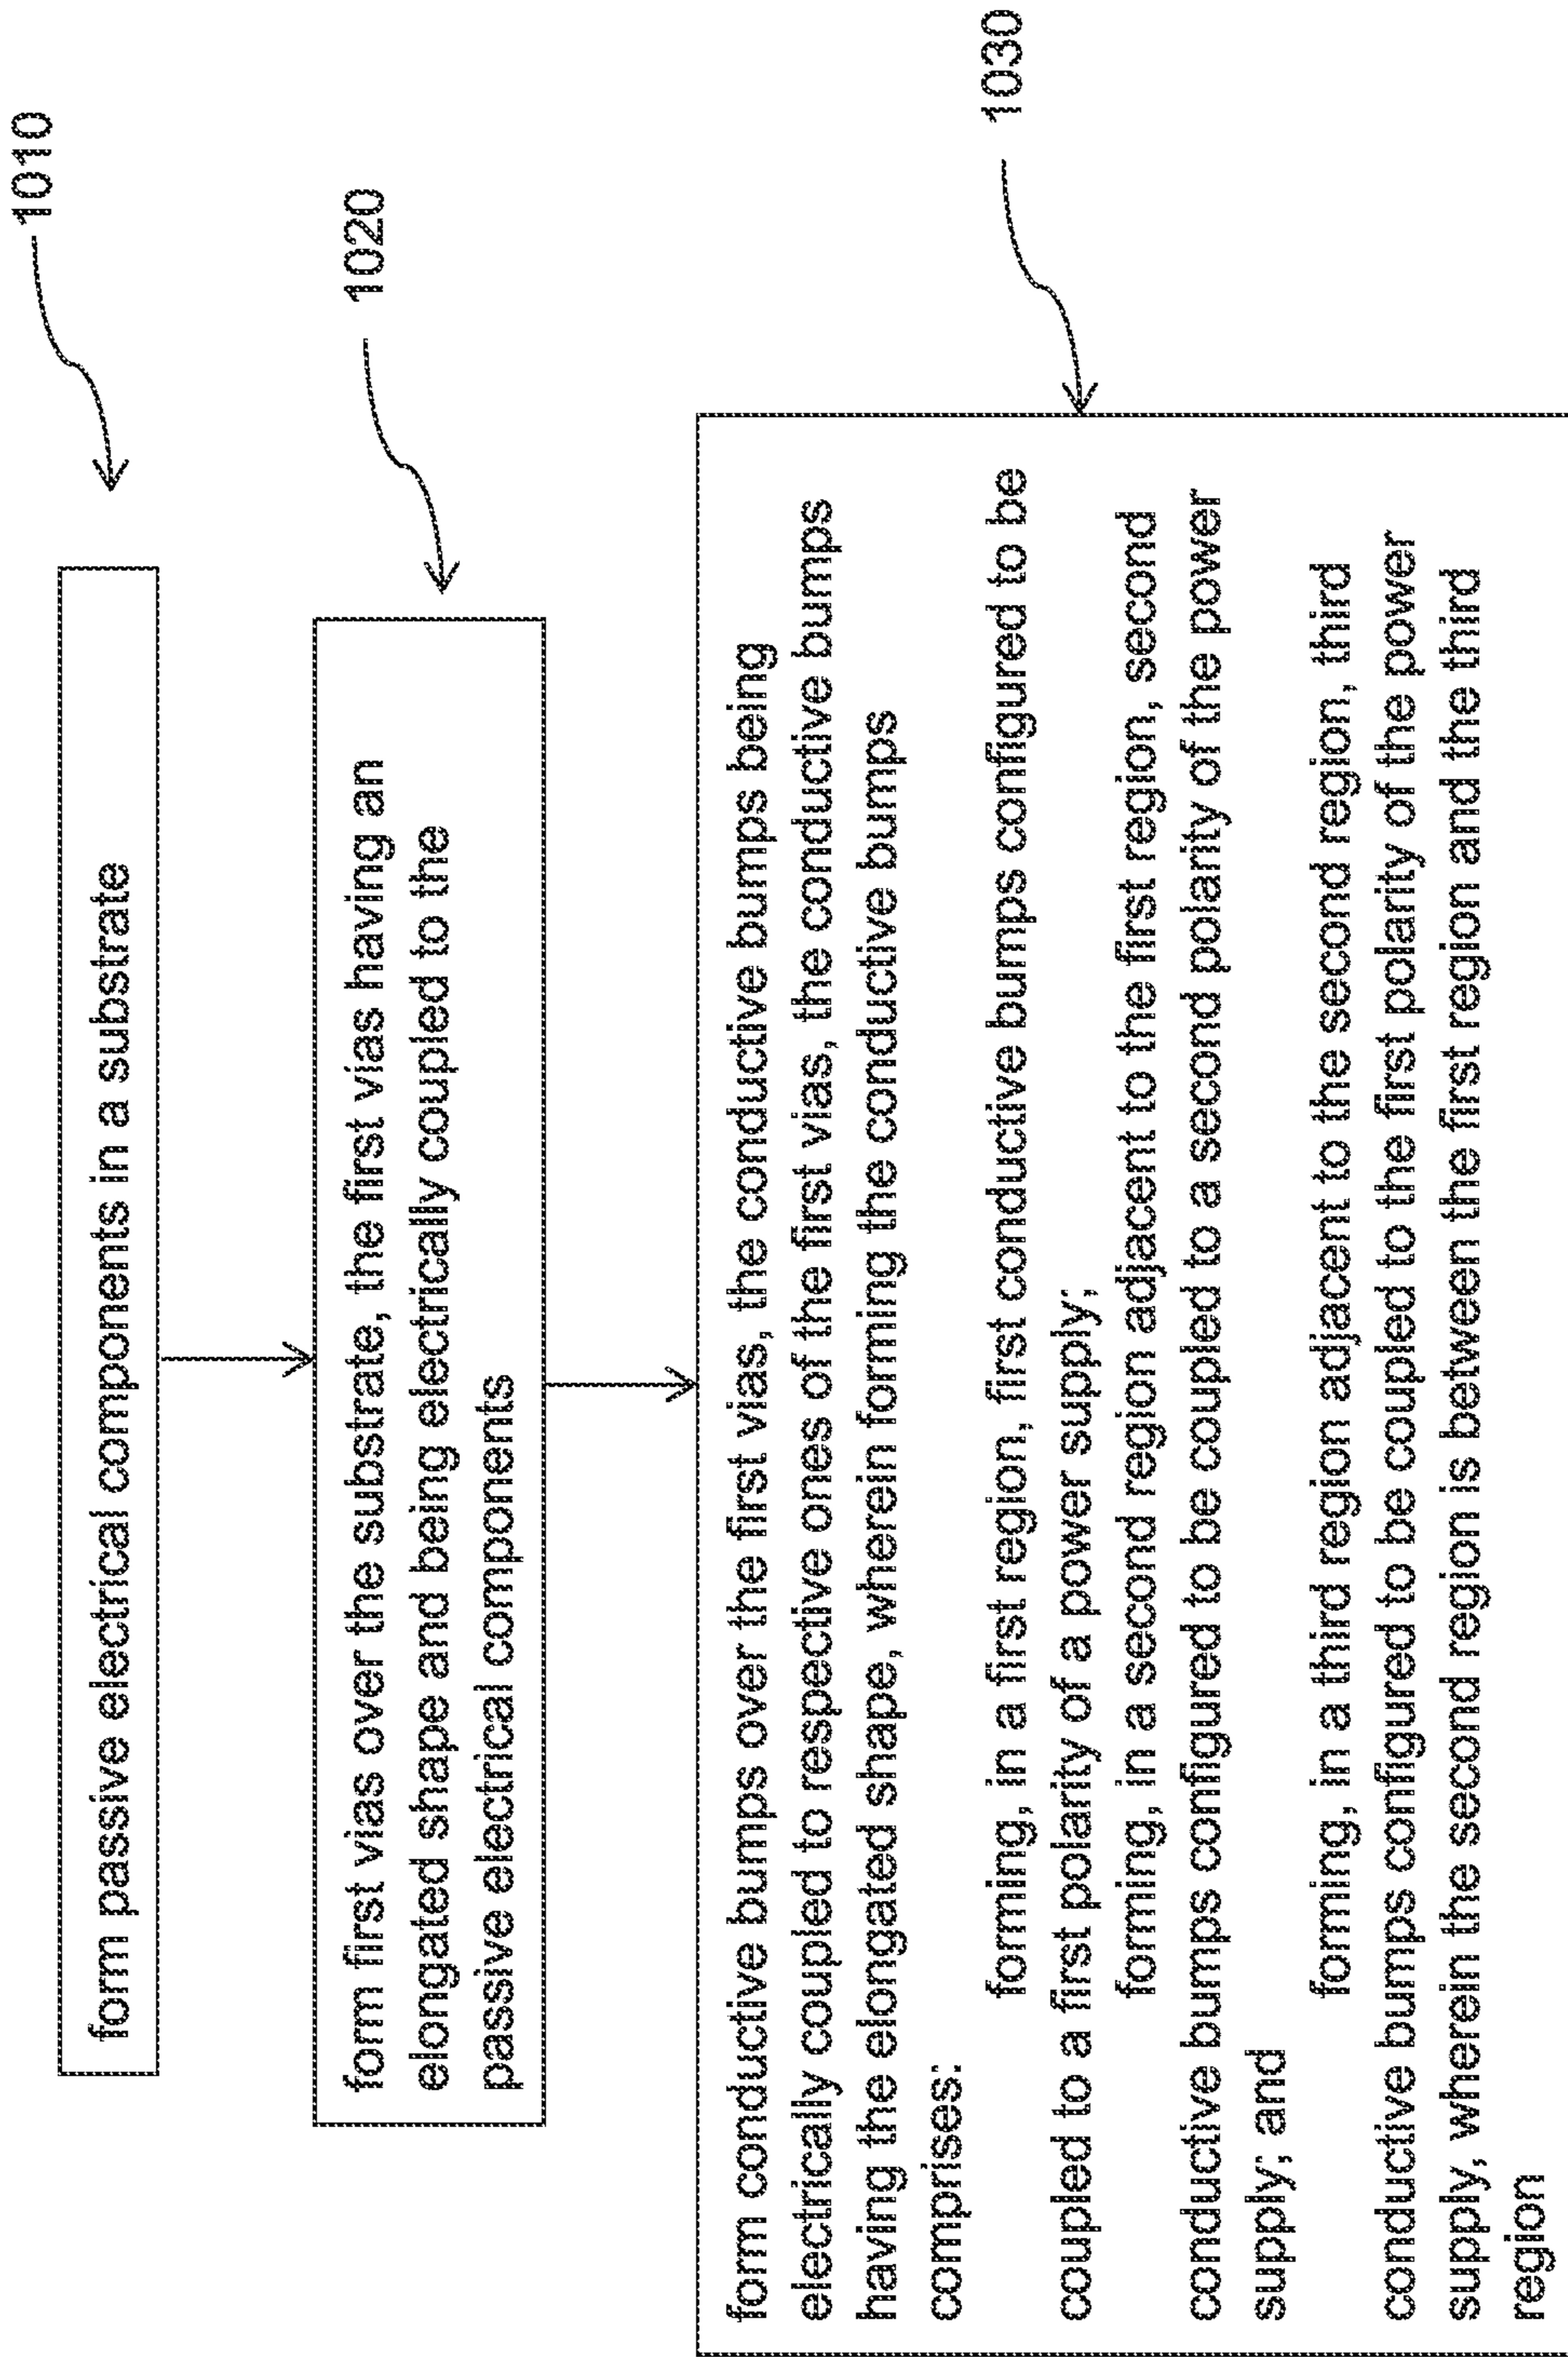 1010
form passive electrical components in a substrate
1020
form first vias over the substrate, the first vias having an
elongated shape and being electrically coupled to the
passive electrical components
1030
form conductive bumps over the first vias, the conductive bumps being
electrically coupled to respective ones of the first vias, the conductive bumps
having the elongated shape, wherein forming the conductive bumps
comprises:
forming, in a first region, first conductive bumps configured to be
coupled to a first polarity of a power supply;
forming, in a second region adjacent to the first region, second
conductive bumps configured to be coupled to a second polarity of the power
supply; and
forming, in a third region adjacent to the second region, third
conductive bumps configured to be coupled to the first polarity of the power
supply, wherein the second region is between the first region and the third
region